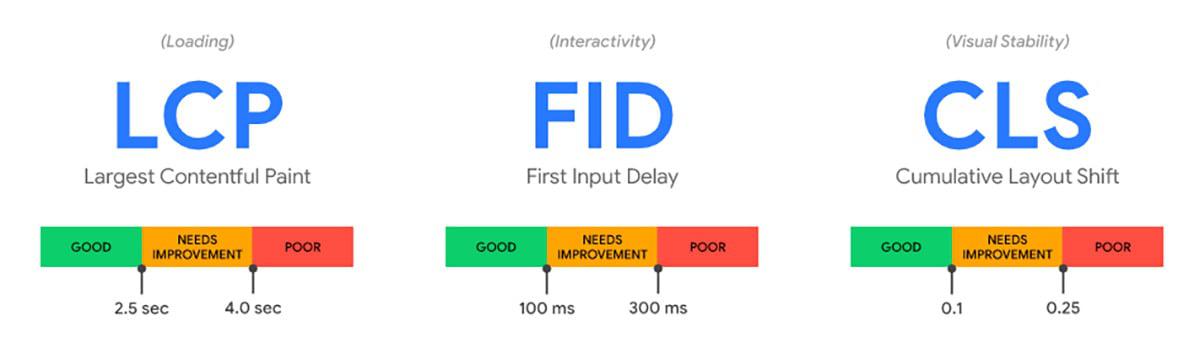 (Loading)
LCP
Largest Contentful Paint
GOOD
NEEDS
IMPROVEMENT
POOR
2.5 sec
4.0 sec
(Interactivity)
FID
First Input Delay
GOOD
NEEDS
IMPROVEMENT
POOR
100 ms
300 ms
(Visual Stability)
CLS
Cumulative Layout Shift
GOOD
NEEDS
IMPROVEMENT
POOR
0.1
0.25